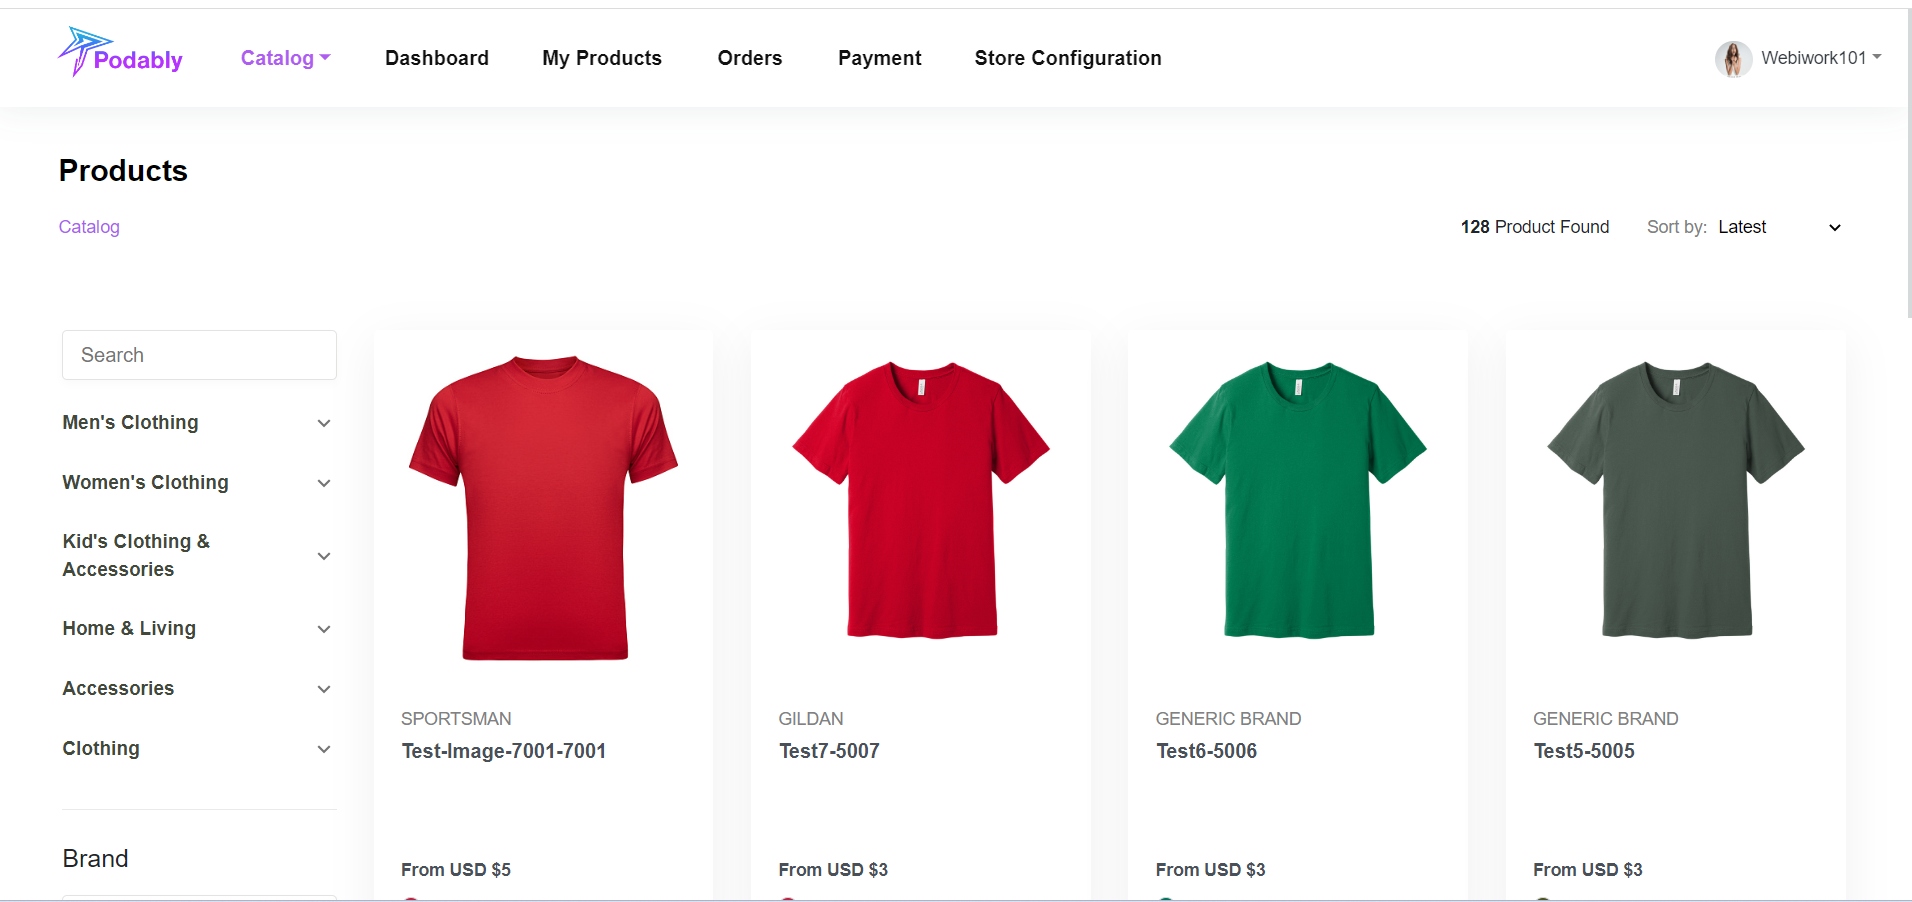 Podably
Catalog
Dashboard
My Products
Orders
Payment
Store Configuration
Webiwork101
Products
Catalog
128 Product Found
Sort by: Latest
Search
Men's Clothing
Women's Clothing
Kid's Clothing &
Accessories
Home & Living
Accessories
Clothing
Brand
SPORTSMAN
Test-Image-7001-7001
From USD $5
GILDAN
Test7-5007
From USD $3
GENERIC BRAND
Test6-5006
From USD $3
GENERIC BRAND
Test5-5005
From USD $3